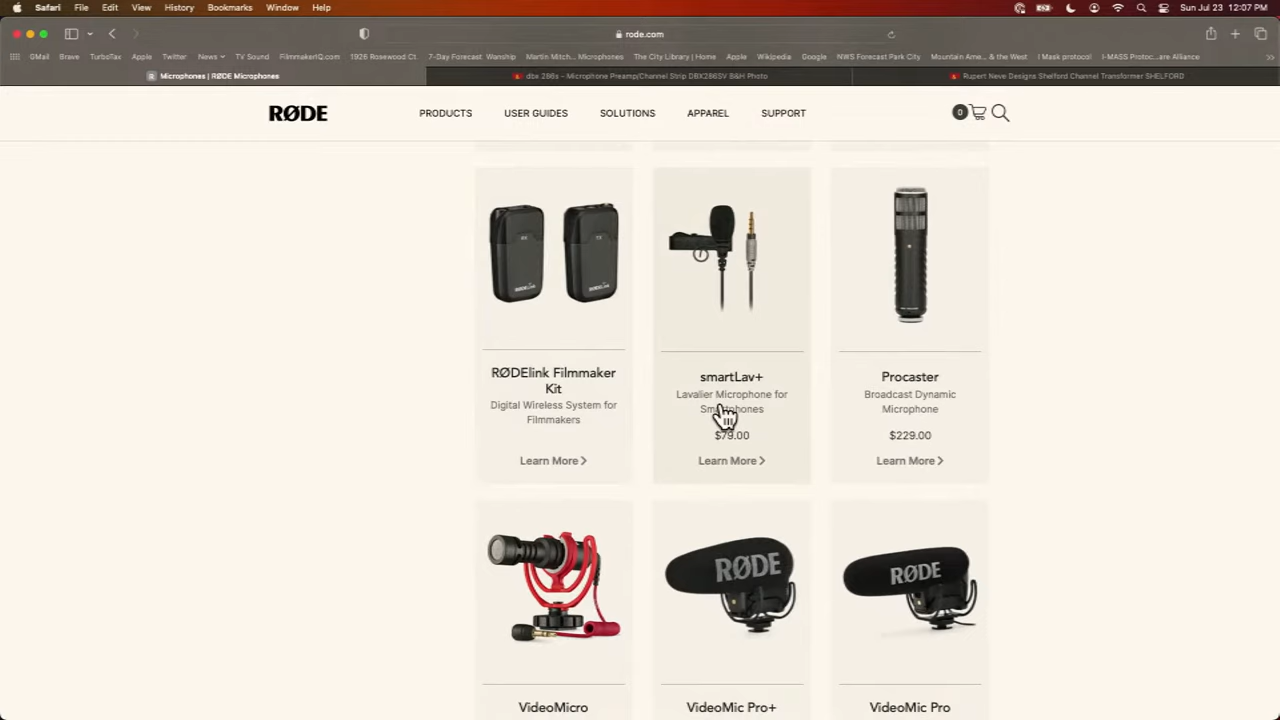 Safari File Edit View History Bookmarks Window Help Sun Jul 23 12:07 PM
rode.com
GMail Brave TurboTax Apple Twitter News TV Sound FilmmakerIQ.com 1926 Rosewood Ct. 7-Day Forecast Wanship Martin Mitch... Microphones The City Library | Home Apple Wikipedia Google NWS Forecast Park City Mountain Ame... & the West I Mask protocol I-MASS Protoc...are Alliance
Microphones | RØDE Microphones dbx 286s – Microphone Preamp/Channel Strip DBX286SV B&H Photo Rupert Neve Designs Shelford Channel Transformer SHELFORD
RØDE PRODUCTS USER GUIDES SOLUTIONS APPAREL SUPPORT 0
RØDElink Filmmaker
Kit
Digital Wireless System for
Filmmakers
Learn More
smartLav+
Lavalier Microphone for
Smartphones
$79.00
Learn More
Procaster
Broadcast Dynamic
Microphone
$229.00
Learn More
RØDE
RØDE
VideoMicro
VideoMic Pro+
VideoMic Pro